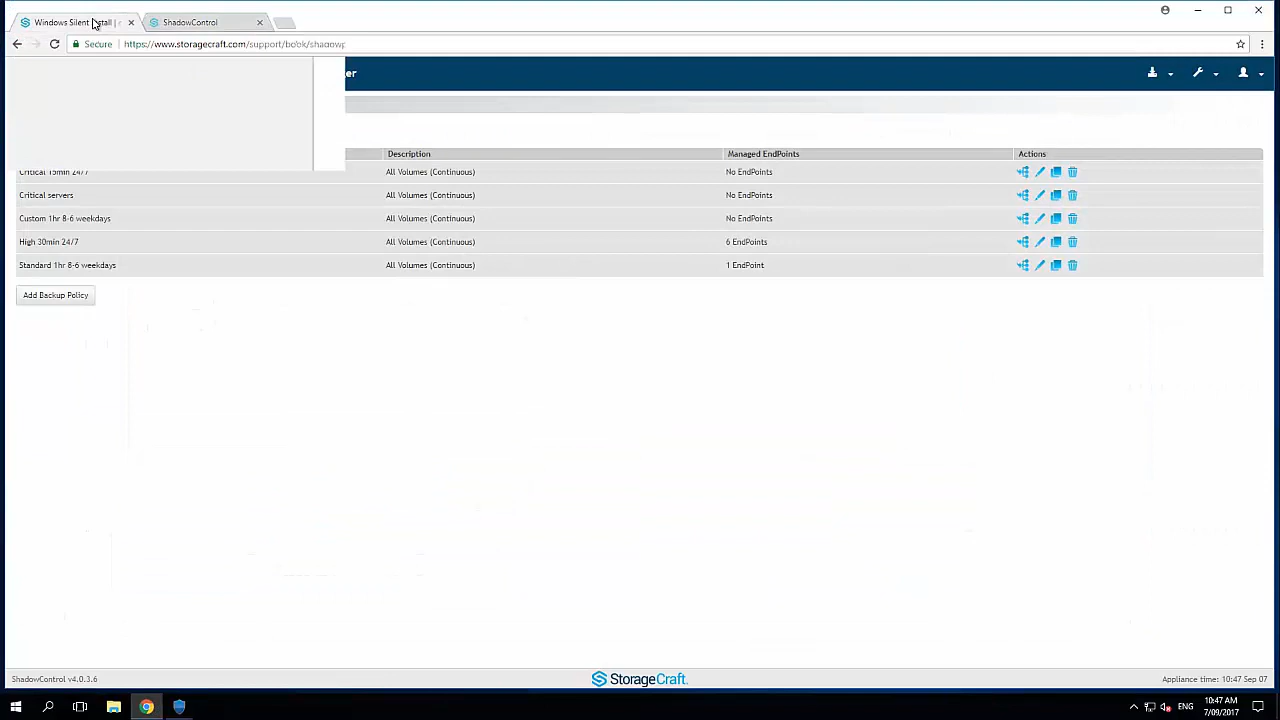 Windows Silent Install |
ShadowControl
Secure https://www.storagecraft.com/support/book/shadowp
er
Description Managed EndPoints Actions
Critical 15min 24/7 All Volumes (Continuous) No EndPoints
Critical servers All Volumes (Continuous) No EndPoints
Custom 1hr 8-6 weekdays All Volumes (Continuous) No EndPoints
High 30min 24/7 All Volumes (Continuous) 6 EndPoints
Standard 1hr 8-6 weekdays All Volumes (Continuous) 1 EndPoint
Add Backup Policy
ShadowControl v4.0.3.6 StorageCraft. Appliance time: 10:47 Sep 07
ENG 10:47 AM
7/09/2017